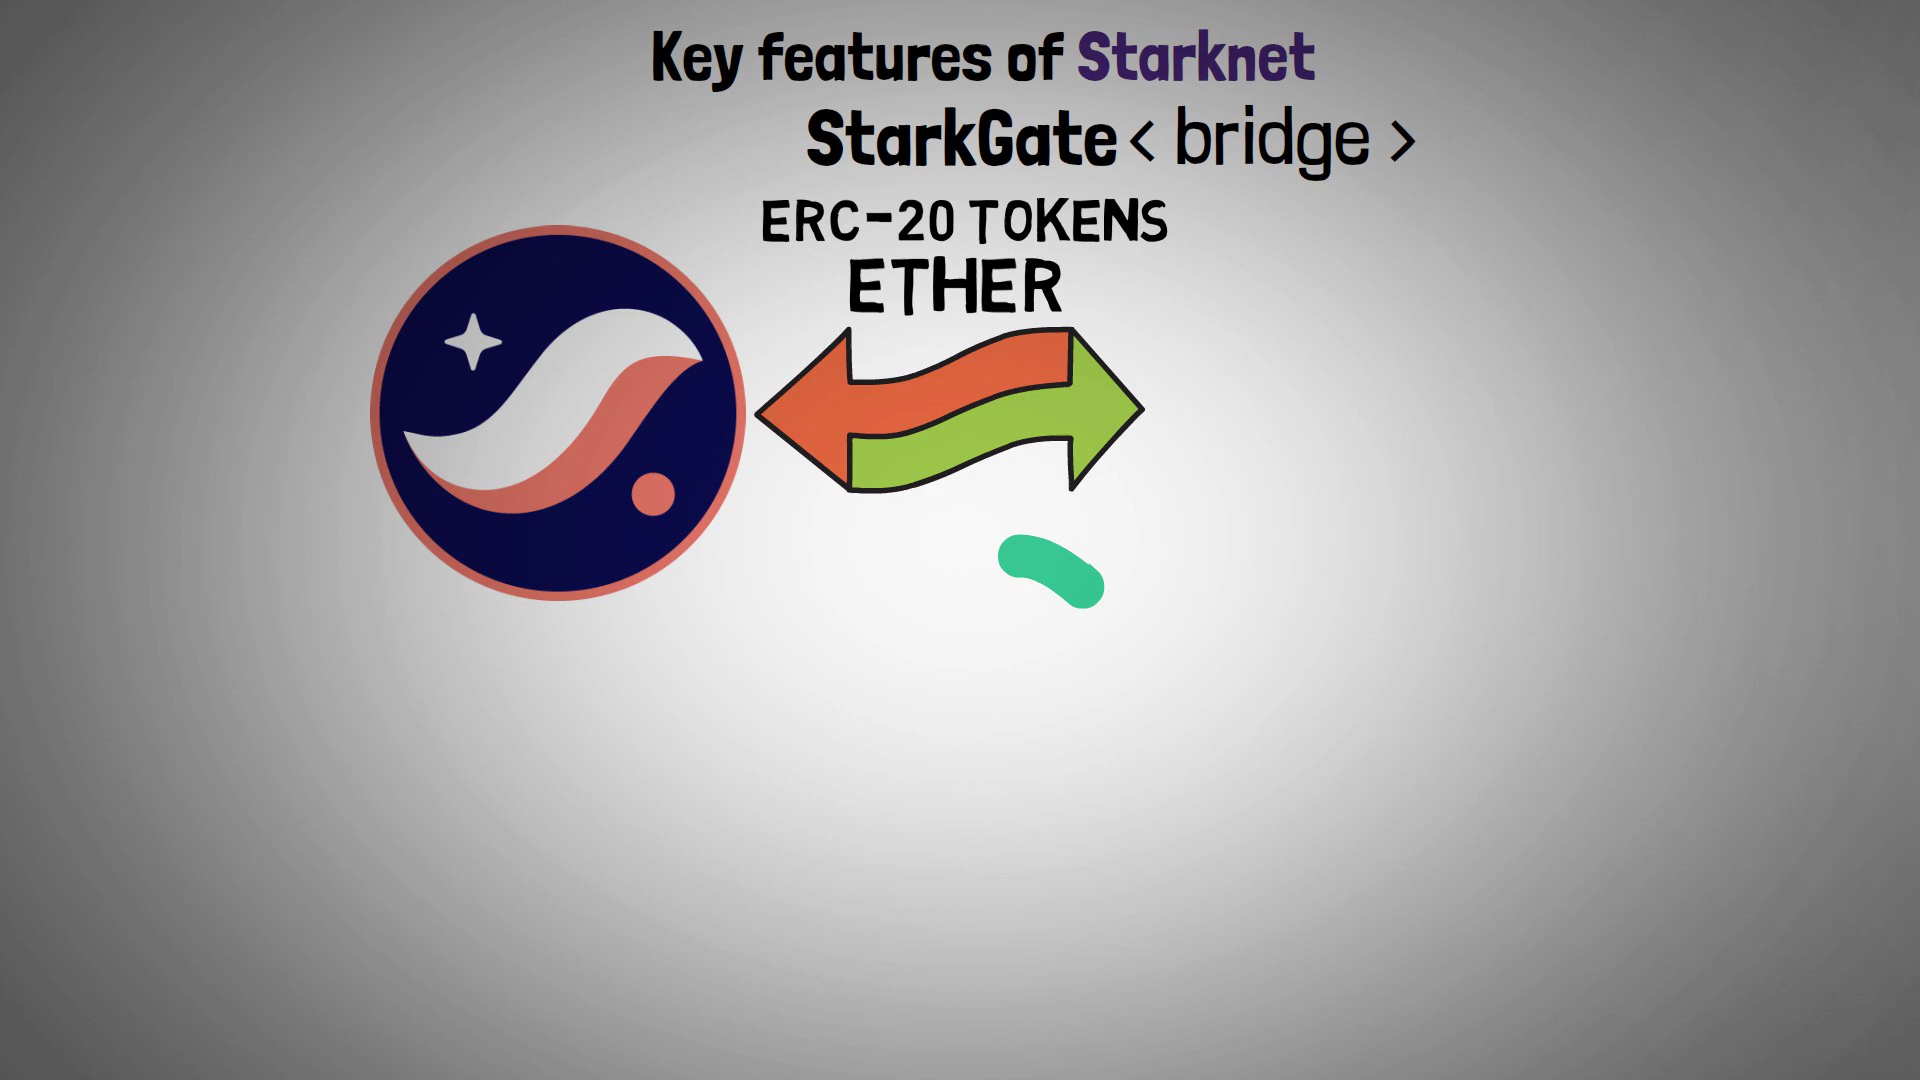 Key features of Starknet
StarkGate < bridge >
ERC-20 TOKENS
ETHER